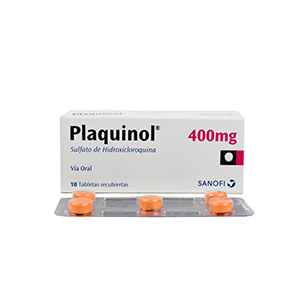 Plaquinol®
400mg
Sulfato de Hidroxicloroquina
Vía Oral
10 Tabletas recubiertas
SANOFI